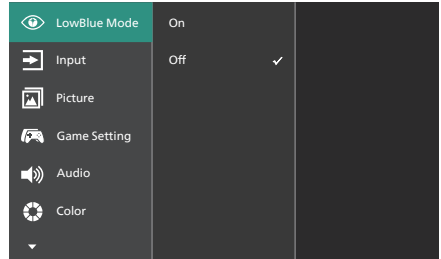 LowBlue Mode
On
Input
Off
Picture
Game Setting
Audio
Color